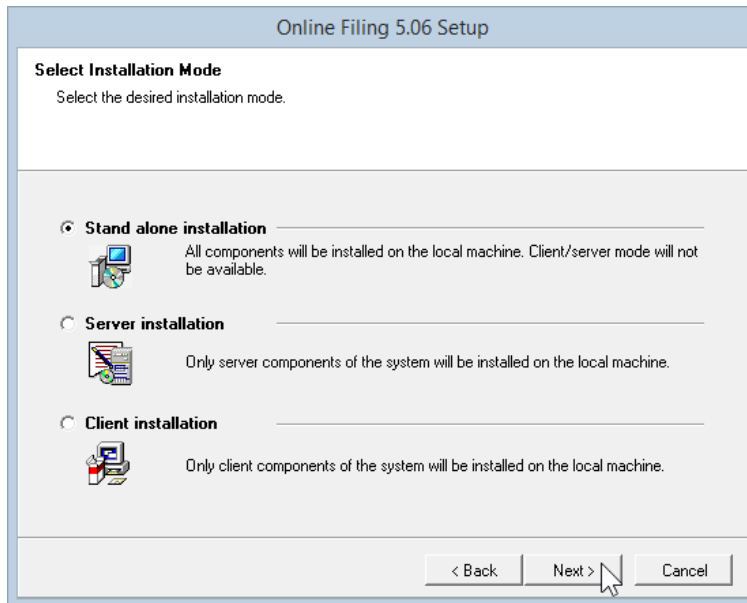 Online Filing 5.06 Setup
Select Installation Mode
Select the desired installation mode.
Stand alone installation
All components will be installed on the local machine. Client/server mode will not
be available.
Server installation
Only server components of the system will be installed on the local machine.
Client installation
Only client components of the system will be installed on the local machine.
< Back Next > Cancel